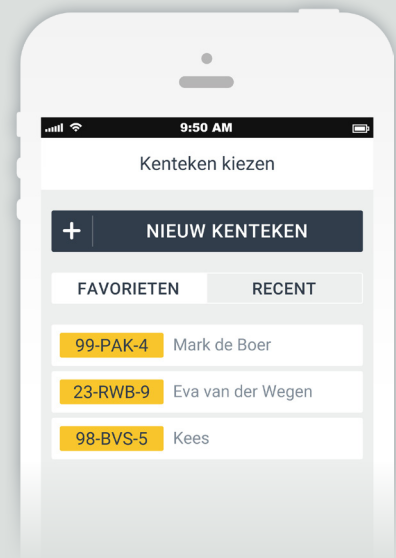 9:50 AM
Kenteken kiezen
+ NIEUW KENTEKEN
FAVORIETEN RECENT
99-PAK-4 Mark de Boer
23-RWB-9 Eva van der Wegen
98-BVS-5 Kees